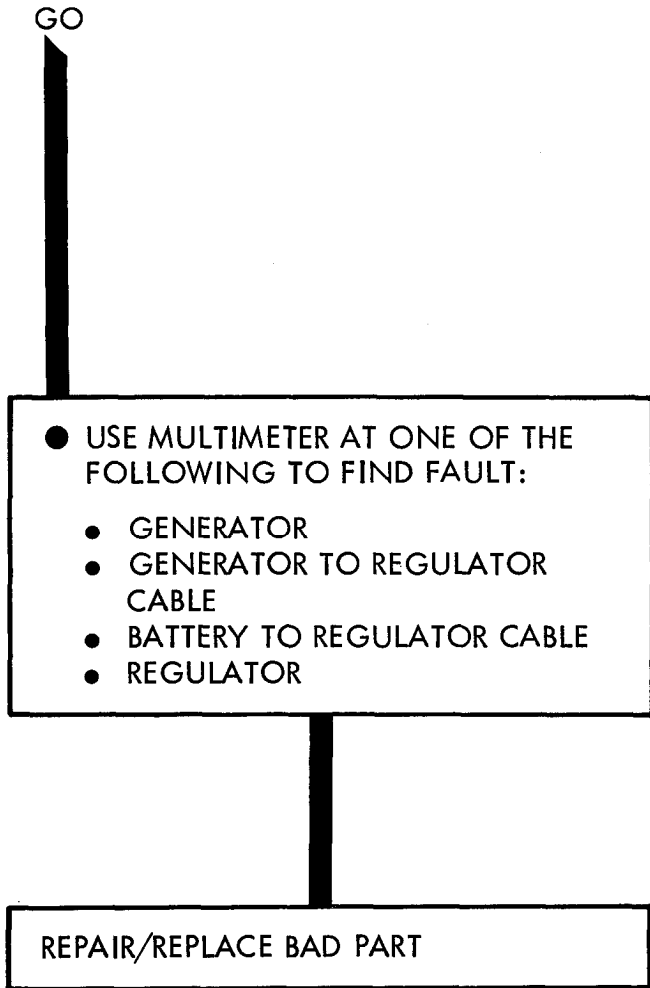 GO
● USE MULTIMETER AT ONE OF THE
FOLLOWING TO FIND FAULT:
● GENERATOR
● GENERATOR TO REGULATOR
CABLE
● BATTERY TO REGULATOR CABLE
● REGULATOR
REPAIR/REPLACE BAD PART